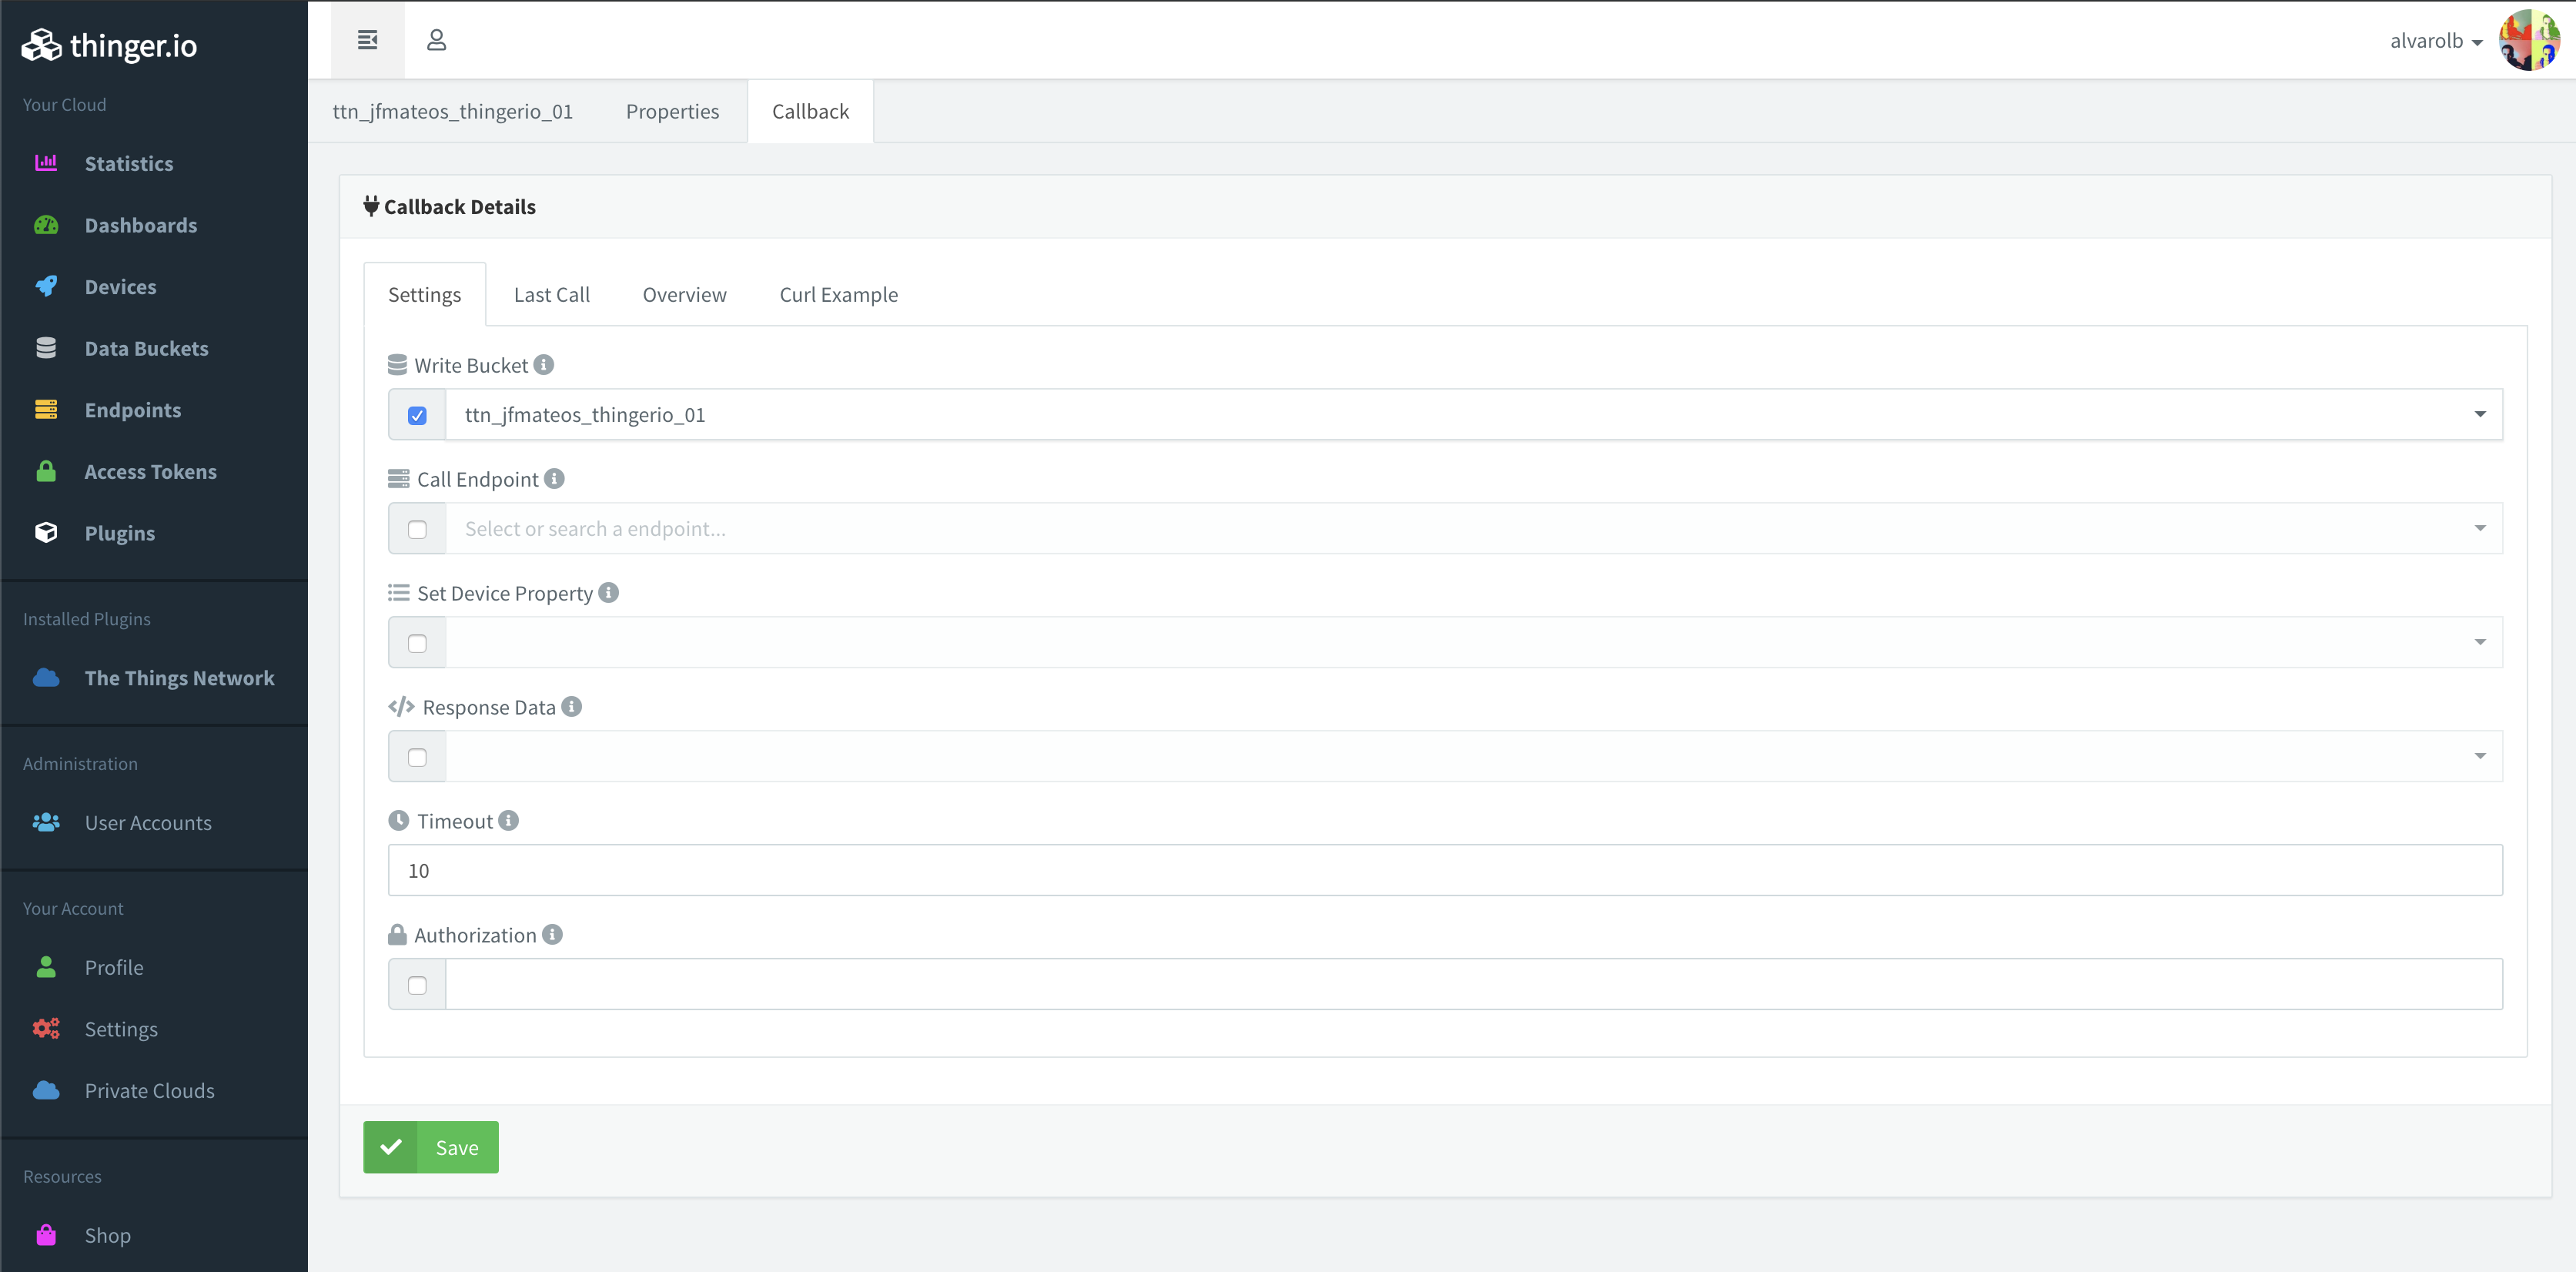 thinger.io
Your Cloud
Statistics
Dashboards
Devices
Data Buckets
Endpoints
Access Tokens
Plugins
Installed Plugins
The Things Network
Administration
User Accounts
Your Account
Profile
Settings
Private Clouds
Resources
Shop
alvarolb
ttn_jfmateos_thingerio_01 Properties Callback
Callback Details
Settings Last Call Overview Curl Example
Write Bucket
ttn_jfmateos_thingerio_01
Call Endpoint
Select or search a endpoint...
Set Device Property
Response Data
Timeout
10
Authorization
Save